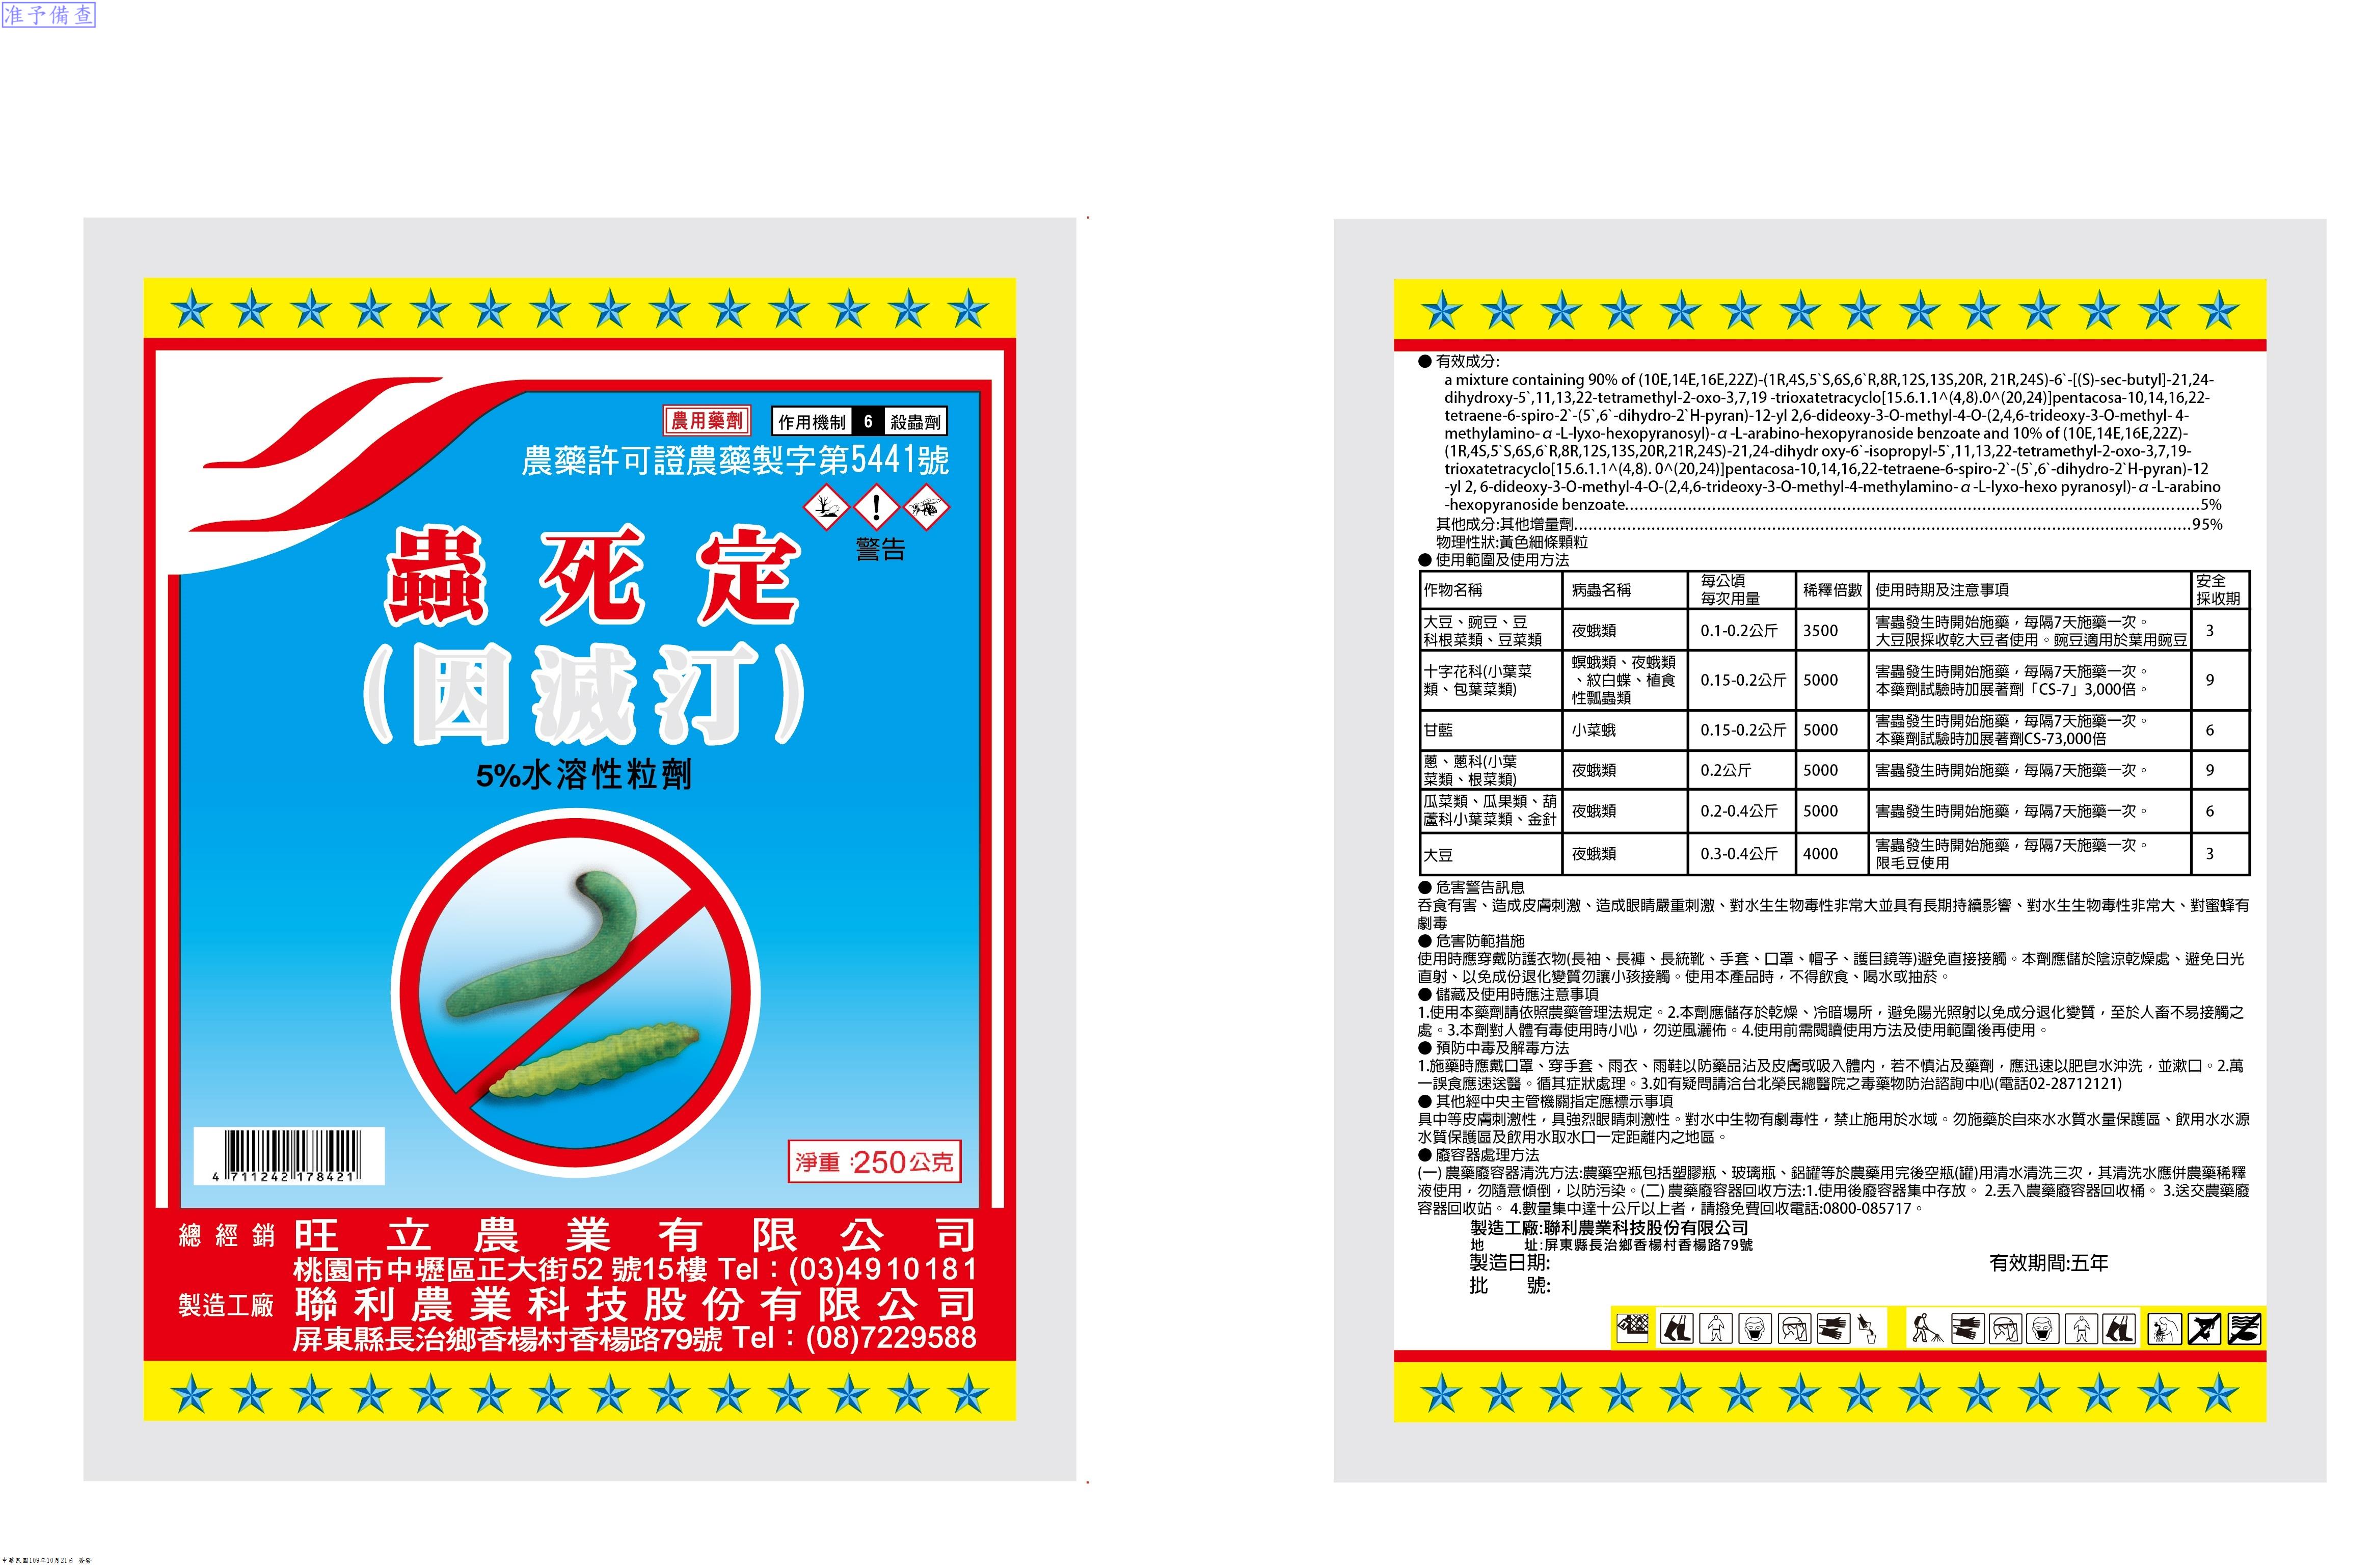 准予備查
農用藥劑 作用機制 6 殺蟲劑
農藥許可證農藥製字第5441號
警告
蟲死定
(因滅汀)
5%水溶性粒劑
4 711242 178421
淨重:250公克
總經銷 旺立農業有限公司
桃園市中壢區正大街52號15樓 Tel:(03)4910181
製造工廠 聯利農業科技股份有限公司
屏東縣長治鄉香楊村香楊路79號 Tel:(08)7229588
中華民國109年10月21日 簽發
● 有效成分:
a mixture containing 90% of (10E,14E,16E,22Z)-(1R,4S,5`S,6S,6`R,8R,12S,13S,20R, 21R,24S)-6`-[(S)-sec-butyl]-21,24-
dihydroxy-5`,11,13,22-tetramethyl-2-oxo-3,7,19 -trioxatetracyclo[15.6.1.1^(4,8).0^(20,24)]pentacosa-10,14,16,22-
tetraene-6-spiro-2`-(5`,6`-dihydro-2`H-pyran)-12-yl 2,6-dideoxy-3-O-methyl-4-O-(2,4,6-trideoxy-3-O-methyl- 4-
methylamino-α-L-lyxo-hexopyranosyl)-α-L-arabino-hexopyranoside benzoate and 10% of (10E,14E,16E,22Z)-
(1R,4S,5`S,6S,6`R,8R,12S,13S,20R,21R,24S)-21,24-dihydr oxy-6`-isopropyl-5`,11,13,22-tetramethyl-2-oxo-3,7,19-
trioxatetracyclo[15.6.1.1^(4,8). 0^(20,24)]pentacosa-10,14,16,22-tetraene-6-spiro-2`-(5`,6`-dihydro-2`H-pyran)-12
-yl 2, 6-dideoxy-3-O-methyl-4-O-(2,4,6-trideoxy-3-O-methyl-4-methylamino-α-L-lyxo-hexo pyranosyl)-α-L-arabino
-hexopyranoside benzoate....................5%
其他成分:其他增量劑....................95%
物理性狀:黃色細條顆粒
● 使用範圍及使用方法
作物名稱 病蟲名稱 每公頃每次用量 稀釋倍數 使用時期及注意事項 安全採收期
大豆、豌豆、豆科根菜類、豆菜類 夜蛾類 0.1-0.2公斤 3500 害蟲發生時開始施藥,每隔7天施藥一次。大豆限採收乾大豆者使用。豌豆適用於葉用豌豆 3
十字花科(小葉菜類、包葉菜類) 螟蛾類、夜蛾類、紋白蝶、植食性瓢蟲類 0.15-0.2公斤 5000 害蟲發生時開始施藥,每隔7天施藥一次。本藥劑試驗時加展著劑「CS-7」3,000倍。 9
甘藍 小菜蛾 0.15-0.2公斤 5000 害蟲發生時開始施藥,每隔7天施藥一次。本藥劑試驗時加展著劑CS-73,000倍 6
蔥、蔥科(小葉菜類、根菜類) 夜蛾類 0.2公斤 5000 害蟲發生時開始施藥,每隔7天施藥一次。 9
瓜菜類、瓜果類、葫蘆科小葉菜類、金針 夜蛾類 0.2-0.4公斤 5000 害蟲發生時開始施藥,每隔7天施藥一次。 6
大豆 夜蛾類 0.3-0.4公斤 4000 害蟲發生時開始施藥,每隔7天施藥一次。限毛豆使用 3
● 危害警告訊息
吞食有害、造成皮膚刺激、造成眼睛嚴重刺激、對水生生物毒性非常大並具有長期持續影響、對水生生物毒性非常大、對蜜蜂有
劇毒
● 危害防範措施
使用時應穿戴防護衣物(長袖、長褲、長統靴、手套、口罩、帽子、護目鏡等)避免直接接觸。本劑應儲於陰涼乾燥處、避免日光
直射、以免成份退化變質勿讓小孩接觸。使用本產品時,不得飲食、喝水或抽菸。
● 儲藏及使用時應注意事項
1.使用本藥劑請依照農藥管理法規定。2.本劑應儲存於乾燥、冷暗場所,避免陽光照射以免成分退化變質,至於人畜不易接觸之
處。3.本劑對人體有毒使用時小心,勿逆風灑佈。4.使用前需閱讀使用方法及使用範圍後再使用。
● 預防中毒及解毒方法
1.施藥時應戴口罩、穿手套、雨衣、雨鞋以防藥品沾及皮膚或吸入體內,若不慎沾及藥劑,應迅速以肥皂水沖洗,並漱口。2.萬
一誤食應速送醫。循其症狀處理。3.如有疑問請洽台北榮民總醫院之毒藥物防治諮詢中心(電話02-28712121)
● 其他經中央主管機關指定應標示事項
具中等皮膚刺激性,具強烈眼睛刺激性。對水中生物有劇毒性,禁止施用於水域。勿施藥於自來水水質水量保護區、飲用水水源
水質保護區及飲用水取水口一定距離內之地區。
● 廢容器處理方法
(一) 農藥廢容器清洗方法:農藥空瓶包括塑膠瓶、玻璃瓶、鋁罐等於農藥用完後空瓶(罐)用清水清洗三次,其清洗水應併農藥稀釋
液使用,勿隨意傾倒,以防污染。(二) 農藥廢容器回收方法:1.使用後廢容器集中存放。 2.丟入農藥廢容器回收桶。 3.送交農藥廢
容器回收站。 4.數量集中達十公斤以上者,請撥免費回收電話:0800-085717。
製造工廠:聯利農業科技股份有限公司
地 址:屏東縣長治鄉香楊村香楊路79號
製造日期: 有效期間:五年
批 號: